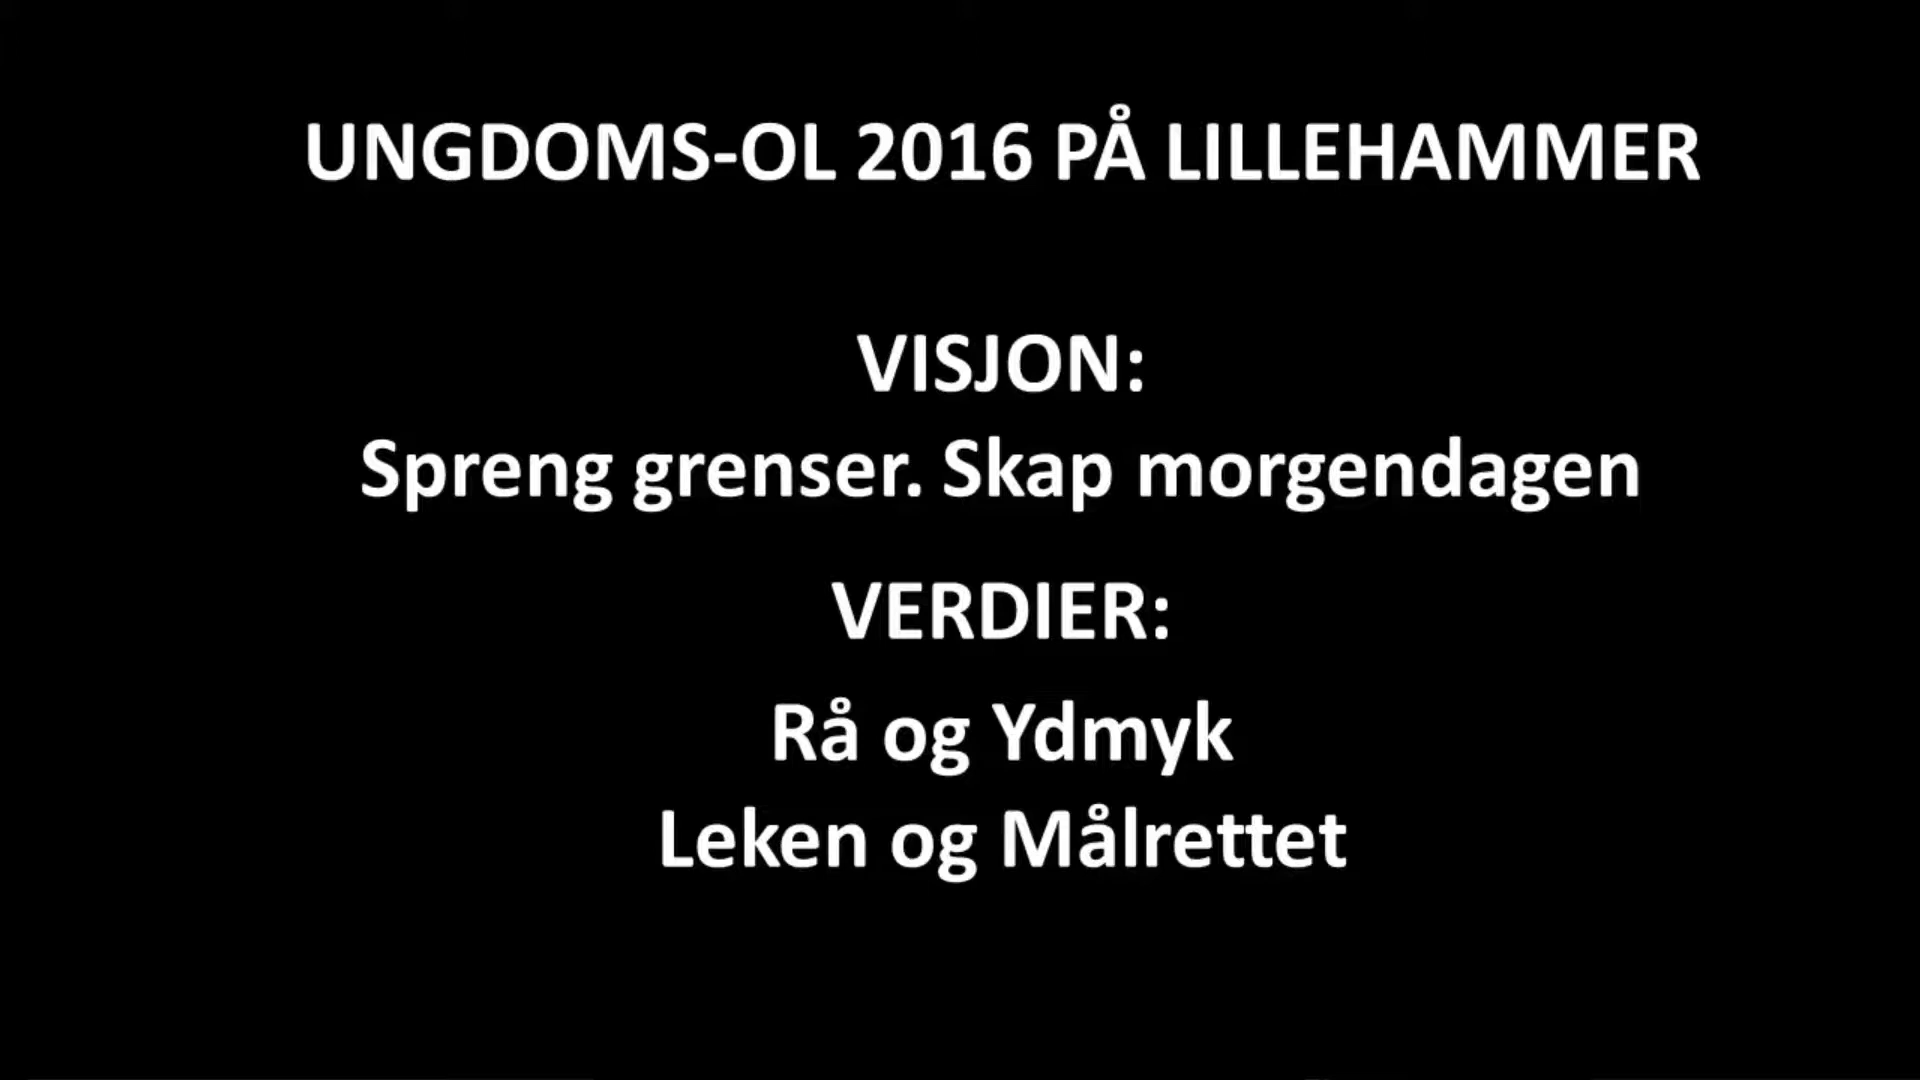 UNGDOMS-OL 2016 PÅ LILLEHAMMER
VISJON:
Spreng grenser. Skap morgendagen
VERDIER:
Rå og Ydmyk
Leken og Målrettet